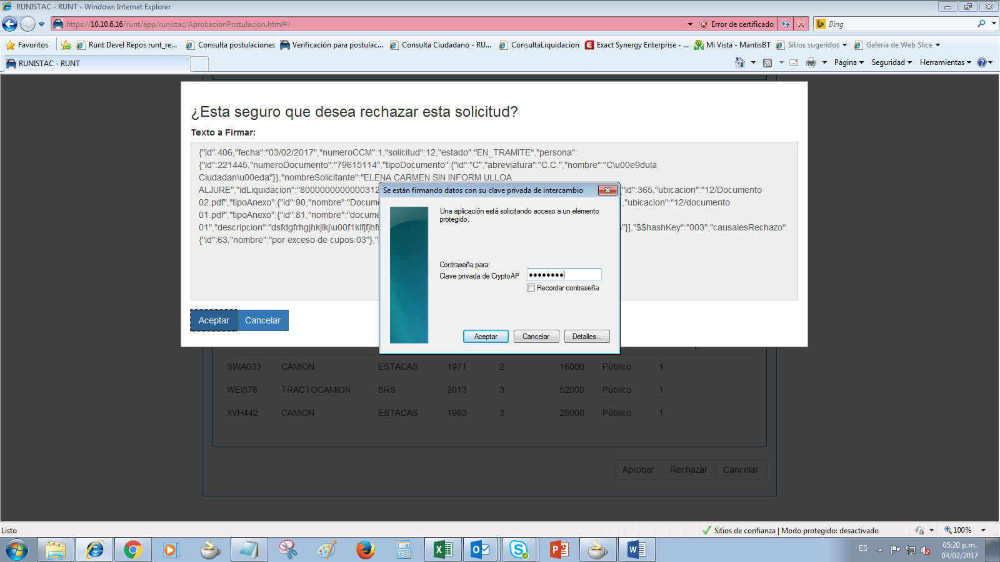 RUNISTAC - RUNT - Windows Internet Explorer
https://10.10.6.16/runt/app/runistac/AprobacionPostulacion.html#/
Error de certificado
Bing
Favoritos
Runt Devel Repos runt_re...
Consulta postulaciones
Verificación para postulac...
Consulta Ciudadano - RU...
ConsultaLiquidacion
Exact Synergy Enterprise - ...
Mi Vista - MantisBT
Sitios sugeridos
Galería de Web Slice
RUNISTAC - RUNT
Página
Seguridad
Herramientas
¿Esta seguro que desea rechazar esta solicitud?
Texto a Firmar:
{"id":406,"fecha":"03/02/2017","numeroCCM":1,"solicitud":12,"estado":"EN_TRAMITE","persona":
{"id":221445,"numeroDocumento":"79615114","tipoDocumento":{"id":"C","abreviatura":"C.C.","nombre":"C\u00e9dula
Ciudadan\u00eda"}},"nombreSolicitante":"ELENA CARMEN SIN INFORM ULLOA
ALJURE","idLiquidacion":"8000000000000312 {"id":365,"ubicacion":"12/Documento
02.pdf","tipoAnexo":{"id":90,"nombre":"Docum ,"ubicacion":"12/documento
01.pdf","tipoAnexo":{"id":81,"nombre":"docume
01","descripcion":"dsfdgfrhgjhkjlkj\u00f1klfjfjhf "}],"$$hashKey":"003","causalesRechazo":
{"id":63,"nombre":"por exceso de cupos 03"},"
Aceptar
Cancelar
Se están firmando datos con su clave privada de intercambio
Una aplicación está solicitando acceso a un elemento
protegido.
Contraseña para:
Clave privada de CryptoAP
Recordar contraseña
Aceptar
Cancelar
Detalles...
SWA033 CAMION ESTACAS 1971 2 16000 Público 1
WEI378 TRACTOCAMION SRS 2013 3 52000 Público 1
XVH442 CAMION ESTACAS 1993 3 28000 Público 1
Aprobar
Rechazar
Cancelar
Listo
Sitios de confianza | Modo protegido: desactivado
100%
ES
05:20 p.m.
03/02/2017